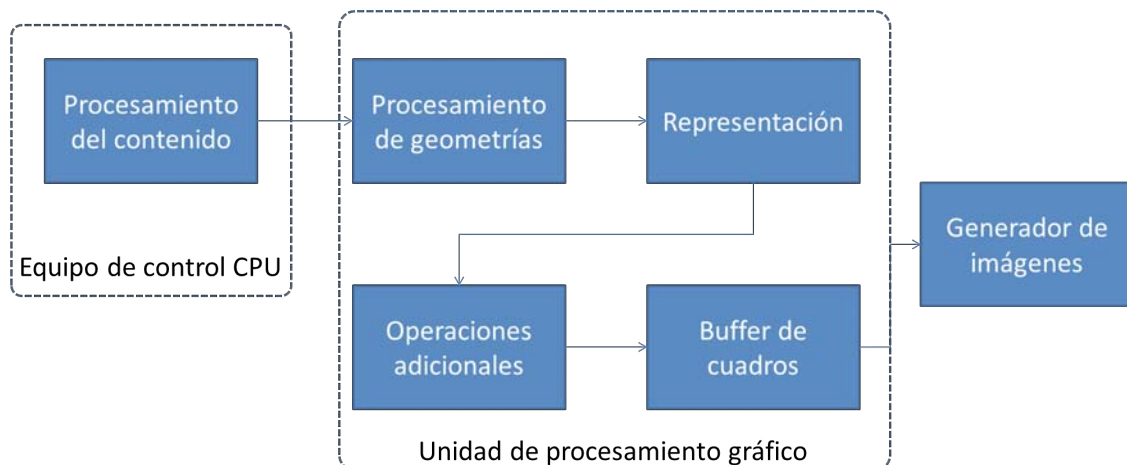 Procesamiento
del contenido
Equipo de control CPU
Procesamiento
de geometrías
Representación
Operaciones
adicionales
Buffer de
cuadros
Unidad de procesamiento gráfico
Generador de
imágenes